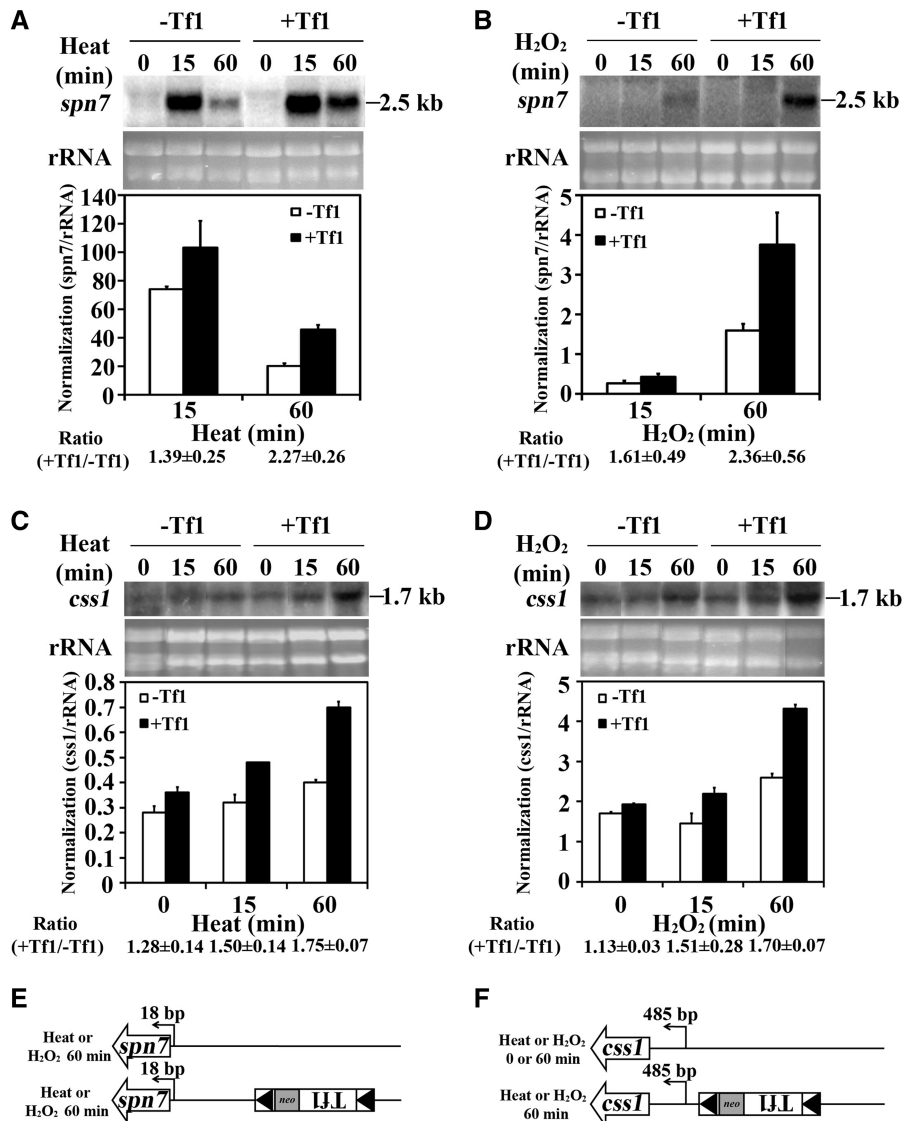 A
-Tf1 +Tf1
Heat (min) 0 15 60 0 15 60
spn7 2.5 kb
rRNA
Normalization (spn7/rRNA)
140
120
100
80
60
40
20
0
-Tf1
+Tf1
15 60
Heat (min)
Ratio (+Tf1/-Tf1) 1.39±0.25 2.27±0.26
B
-Tf1 +Tf1
H₂O₂ (min) 0 15 60 0 15 60
spn7 2.5 kb
rRNA
Normalization (spn7/rRNA)
5
4
3
2
1
0
-Tf1
+Tf1
15 60
H₂O₂ (min)
Ratio (+Tf1/-Tf1) 1.61±0.49 2.36±0.56
C
-Tf1 +Tf1
Heat (min) 0 15 60 0 15 60
css1 1.7 kb
rRNA
Normalization (css1/rRNA)
0.8
0.7
0.6
0.5
0.4
0.3
0.2
0.1
0
-Tf1
+Tf1
0 15 60
Heat (min)
Ratio (+Tf1/-Tf1) 1.28±0.14 1.50±0.14 1.75±0.07
D
-Tf1 +Tf1
H₂O₂ (min) 0 15 60 0 15 60
css1 1.7 kb
rRNA
Normalization (css1/rRNA)
5
4
3
2
1
0
-Tf1
+Tf1
0 15 60
H₂O₂ (min)
Ratio (+Tf1/-Tf1) 1.13±0.03 1.51±0.28 1.70±0.07
E
18 bp
Heat or H₂O₂ 60 min spn7
18 bp
Heat or H₂O₂ 60 min spn7 neo Tf1
F
485 bp
Heat or H₂O₂ 0 or 60 min css1
485 bp
Heat or H₂O₂ 60 min css1 neo Tf1